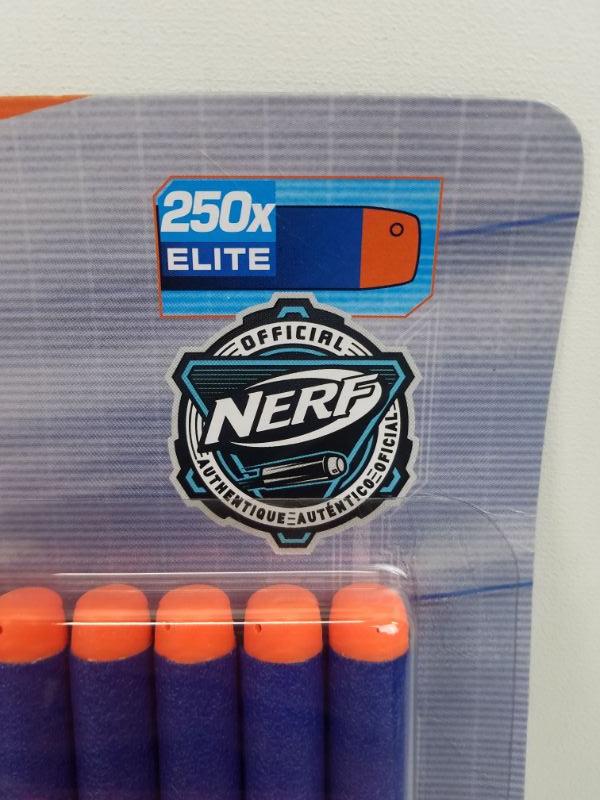 250x
ELITE
OFFICIAL
NERF
AUTHENTIQUE AUTÉNTICO OFICIAL